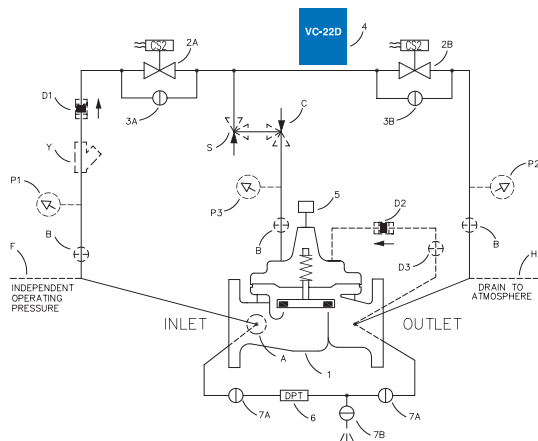 VC-22D
4
CS2
2A
CS2
2B
D1
3A
3B
C
S
Y
P1
P2
P3
5
D2
B
B
B
D3
F
H
INDEPENDENT
OPERATING
PRESSURE
DRAIN TO
ATMOSPHERE
INLET
OUTLET
A
1
7A
DPT
6
7A
7B